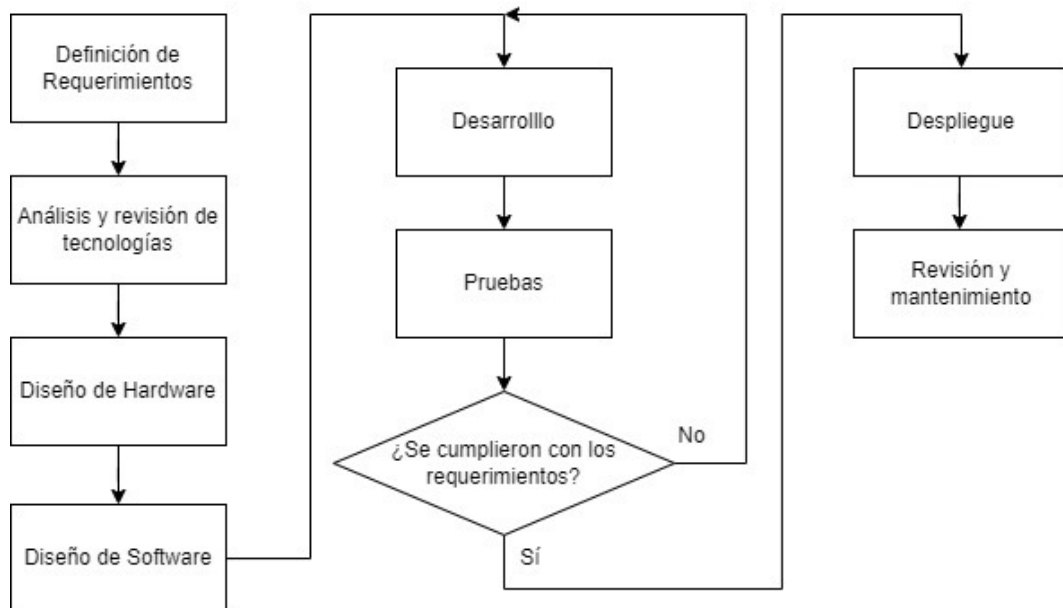 Definición de
Requerimientos
Análisis y revisión de
tecnologías
Diseño de Hardware
Diseño de Software
Desarrolllo
Pruebas
¿Se cumplieron con los
requerimientos?
No
Sí
Despliegue
Revisión y
mantenimiento